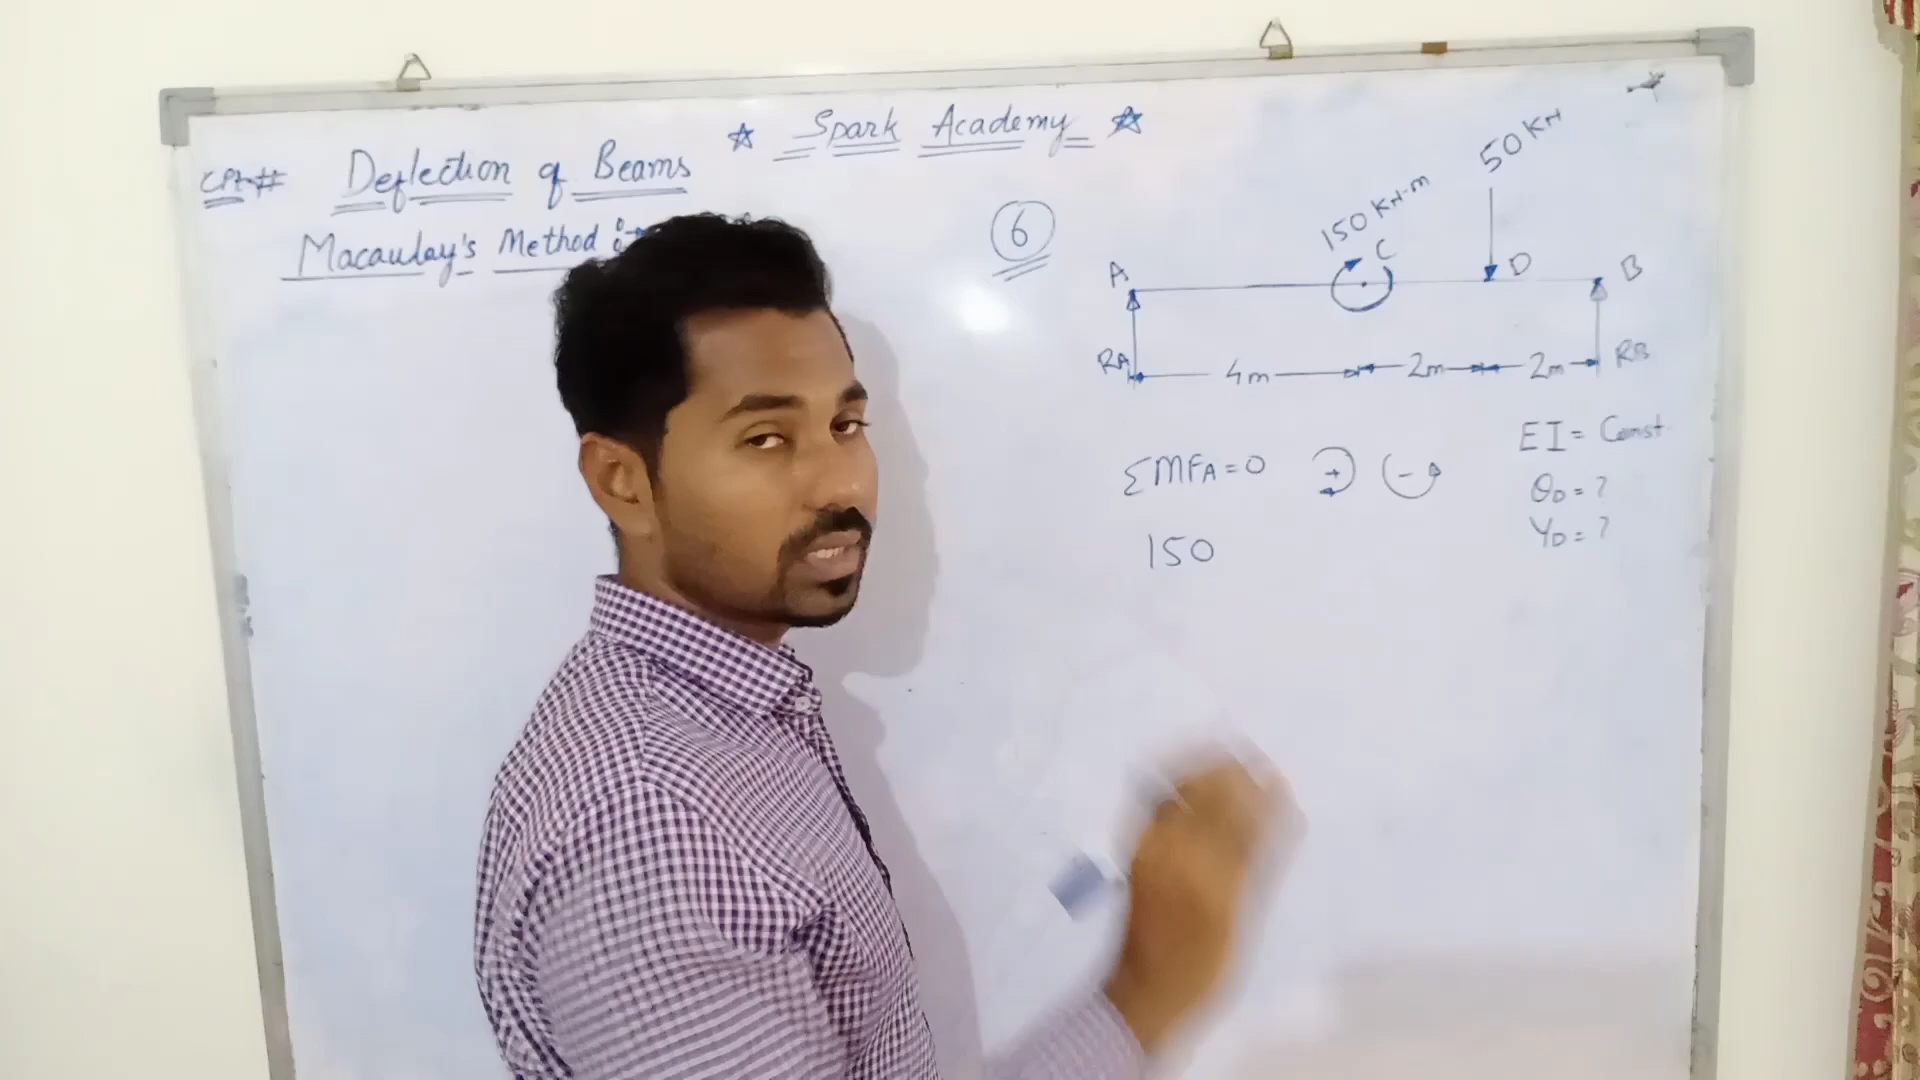 ☆ Spark Academy ☆
CPt-# Deflection of Beams
Macaulay's Method
6
150 KN-m
50 KN
A
C
D
B
RA
4m
2m
2m
RB
EI = Const.
ΣMFA = 0 + -
θD = ?
150
YD = ?